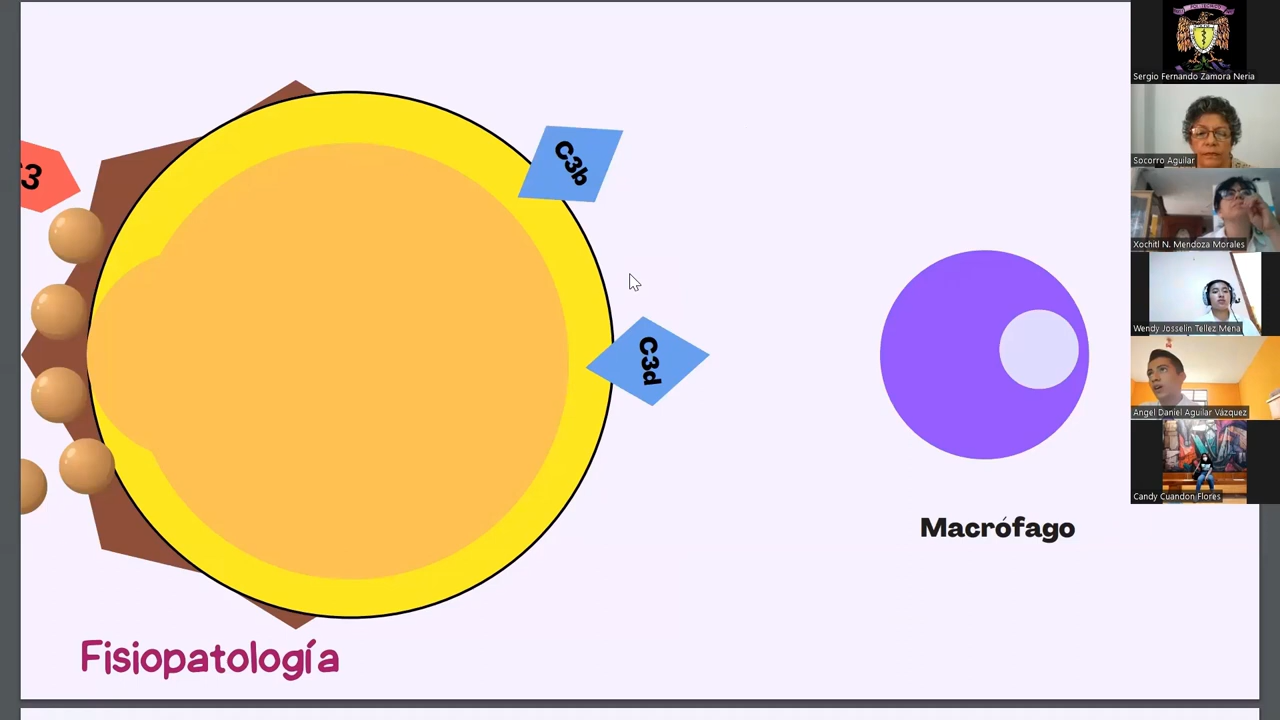 3
C3b
C3d
Macrófago
Fisiopatología
Sergio Fernando Zamora Neria
Socorro Aguilar
Xochitl N. Mendoza Morales
Wendy Josselin Tellez Mena
Angel Daniel Aguilar Vázquez
Candy Cuandon Flores